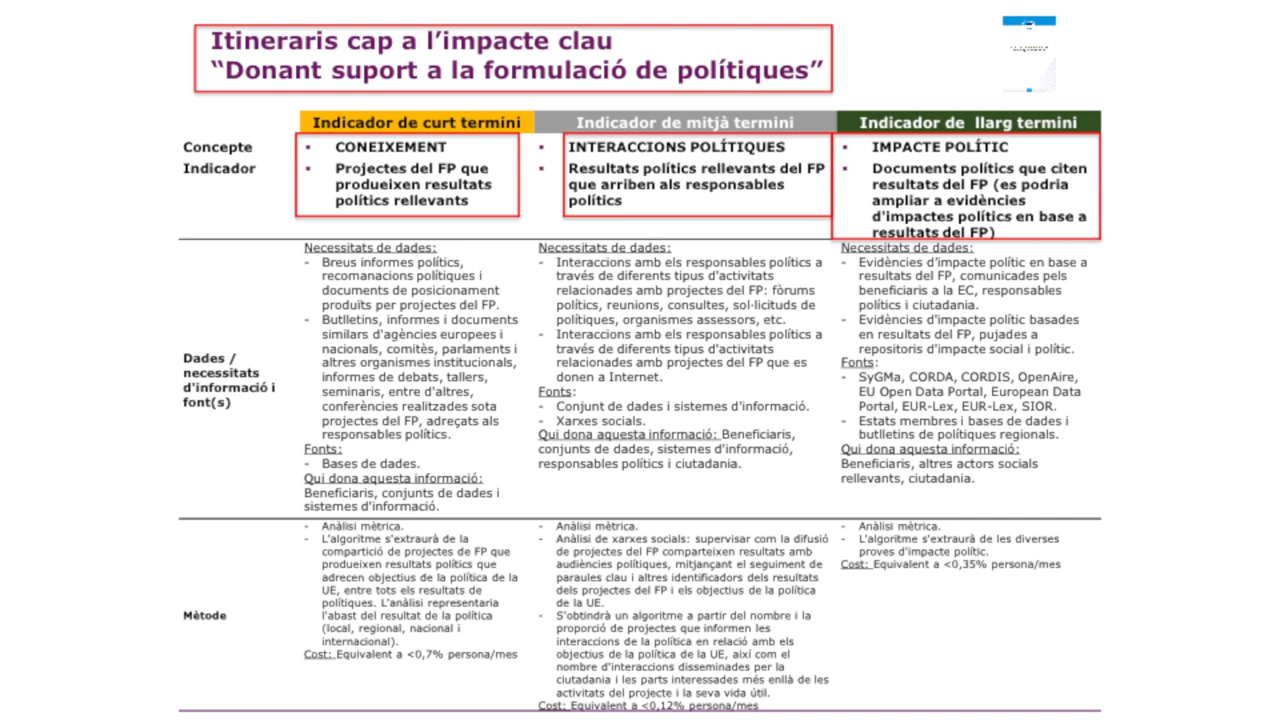 Itineraris cap a l’impacte clau
“Donant suport a la formulació de polítiques”
Indicador de curt termini
Indicador de mitjà termini
Indicador de llarg termini
Concepte
Indicador
▪ CONEIXEMENT
▪ Projectes del FP que
produeixen resultats
polítics rellevants
▪ INTERACCIONS POLÍTIQUES
▪ Resultats polítics rellevants del FP
que arriben als responsables
polítics
▪ IMPACTE POLÍTIC
▪ Documents polítics que citen
resultats del FP (es podria
ampliar a evidències
d'impactes polítics en base a
resultats del FP)
Dades /
necessitats
d'informació i
font(s)
Necessitats de dades:
- Breus informes polítics,
recomanacions polítiques i
documents de posicionament
produïts per projectes del FP.
- Butlletins, informes i documents
similars d'agències europees i
nacionals, comitès, parlaments i
altres organismes institucionals,
informes de debats, tallers,
seminaris, entre d'altres,
conferències realitzades sota
projectes del FP, adreçats als
responsables polítics.
Fonts:
- Bases de dades.
Qui dona aquesta informació:
Beneficiaris, conjunts de dades i
sistemes d'informació.
Necessitats de dades:
- Interaccions amb els responsables polítics a
través de diferents tipus d'activitats
relacionades amb projectes del FP: fòrums
polítics, reunions, consultes, sol·licituds de
polítiques, organismes assessors, etc.
- Interaccions amb els responsables polítics a
través de diferents tipus d'activitats
relacionades amb projectes del FP que es
donen a Internet.
Fonts:
- Conjunt de dades i sistemes d'informació.
- Xarxes socials.
Qui dona aquesta informació: Beneficiaris,
conjunts de dades, sistemes d'informació,
responsables polítics i ciutadania.
Necessitats de dades:
- Evidències d’impacte polític en base a
resultats del FP, comunicades pels
beneficiaris a la EC, responsables
polítics i ciutadania.
- Evidències d'impacte polític basades
en resultats del FP, pujades a
repositoris d'impacte social i polític.
Fonts:
- SyGMa, CORDA, CORDIS, OpenAire,
EU Open Data Portal, European Data
Portal, EUR-Lex, EUR-Lex, SIOR.
- Estats membres i bases de dades i
butlletins de polítiques regionals.
Qui dona aquesta informació:
Beneficiaris, altres actors socials
rellevants, ciutadania.
Mètode
- Anàlisi mètrica.
- L'algoritme s'extraurà de la
compartició de projectes de FP que
produeixen resultats polítics que
adrecen objectius de la política de la
UE, entre tots els resultats de
polítiques. L'anàlisi representaria
l'abast del resultat de la política
(local, regional, nacional i
internacional).
Cost: Equivalent a <0,7% persona/mes
- Anàlisi mètrica.
- Anàlisi de xarxes socials: supervisar com la difusió
de projectes del FP comparteixen resultats amb
audiències polítiques, mitjançant el seguiment de
paraules clau i altres identificadors dels resultats
dels projectes del FP i els objectius de la política
de la UE.
- S'obtindrà un algoritme a partir del nombre i la
proporció de projectes que informen les
interaccions de la política en relació amb els
objectius de la política de la UE, així com el
nombre d'interaccions disseminades per la
ciutadania i les parts interessades més enllà de les
activitats del projecte i la seva vida útil.
Cost: Equivalent a <0,12% persona/mes
- Anàlisi mètrica.
- L'algoritme s'extraurà de les diverses
proves d'impacte polític.
Cost: Equivalent a <0,35% persona/mes